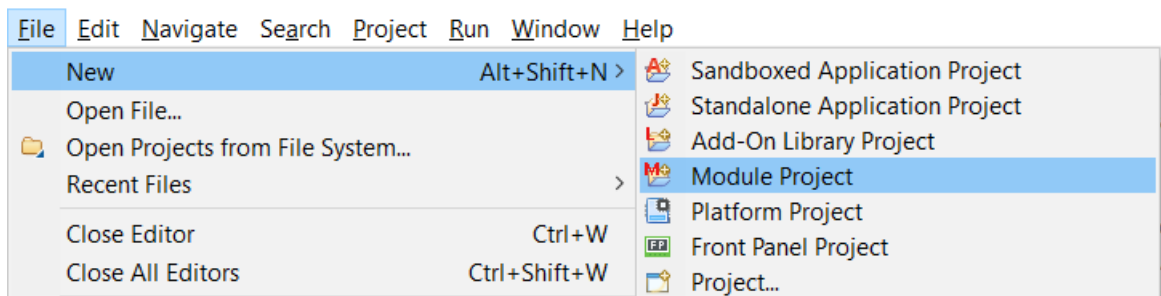 File Edit Navigate Search Project Run Window Help
New Alt+Shift+N >
Open File...
Open Projects from File System...
Recent Files >
Close Editor Ctrl+W
Close All Editors Ctrl+Shift+W
Sandboxed Application Project
Standalone Application Project
Add-On Library Project
Module Project
Platform Project
Front Panel Project
Project...